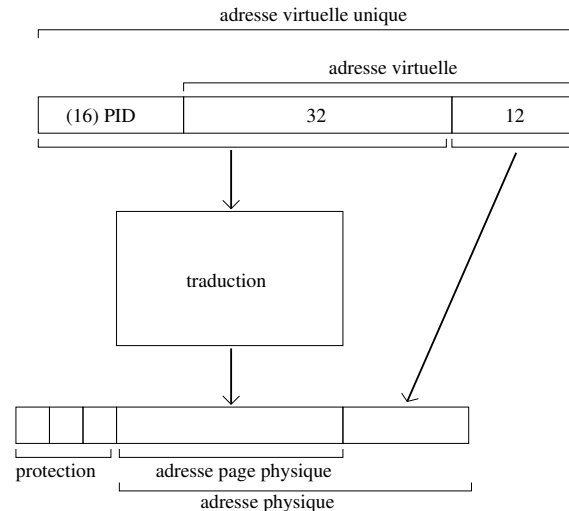 adresse virtuelle unique
adresse virtuelle
(16) PID 32 12
traduction
protection adresse page physique
adresse physique